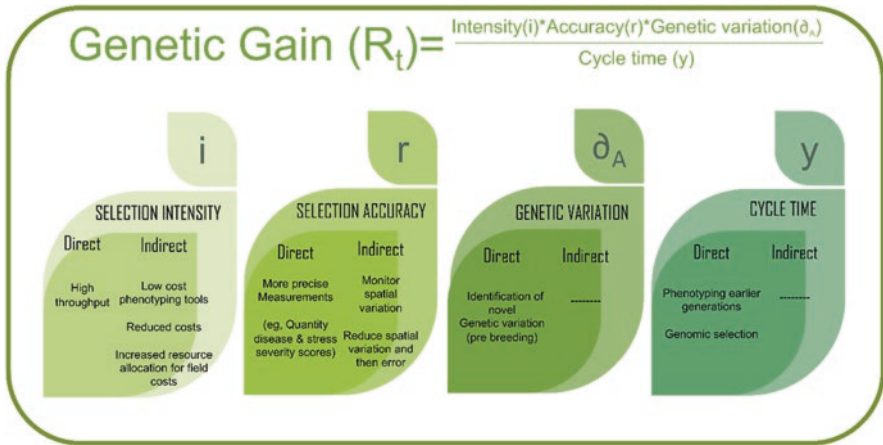 Genetic Gain (Rt)= Intensity(i)*Accuracy(r)*Genetic variation(∂A)
Cycle time (y)
i
SELECTION INTENSITY
Direct
High
throughput
Indirect
Low cost
phenotyping tools
Reduced costs
Increased resource
allocation for field
costs
r
SELECTION ACCURACY
Direct
More precise
Measurements
(eg, Quantity
disease & stress
severity scores)
Indirect
Monitor
spatial
variation
Reduce spatial
variation and
then error
∂A
GENETIC VARIATION
Direct
Identification of
novel
Genetic variation
(pre breeding)
Indirect
--------
y
CYCLE TIME
Direct
Phenotyping earlier
generations
Genomic selection
Indirect
--------